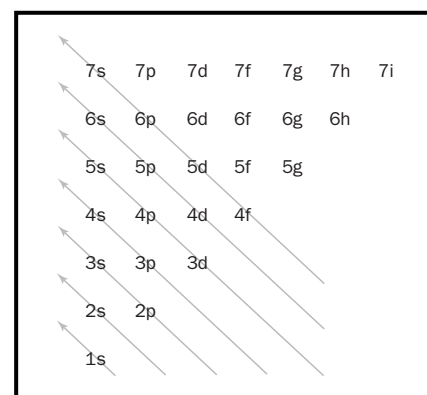 7s 7p 7d 7f 7g 7h 7i
6s 6p 6d 6f 6g 6h
5s 5p 5d 5f 5g
4s 4p 4d 4f
3s 3p 3d
2s 2p
1s